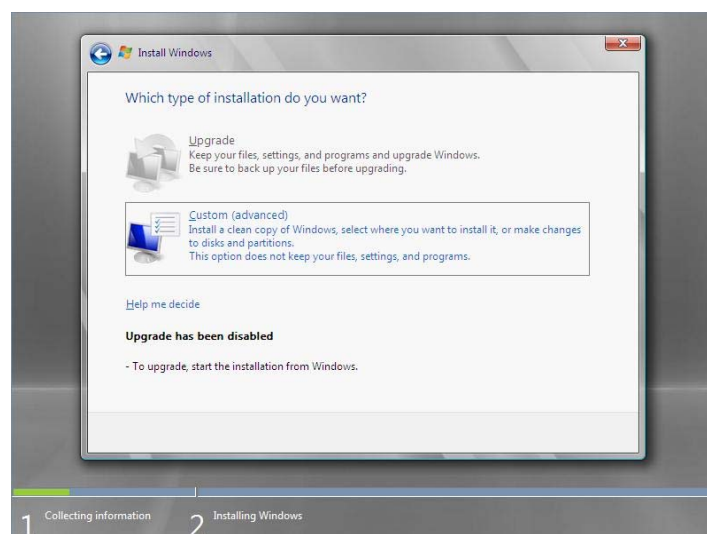 Install Windows
Which type of installation do you want?
Upgrade
Keep your files, settings, and programs and upgrade Windows.
Be sure to back up your files before upgrading.
Custom (advanced)
Install a clean copy of Windows, select where you want to install it, or make changes
to disks and partitions.
This option does not keep your files, settings, and programs.
Help me decide
Upgrade has been disabled
- To upgrade, start the installation from Windows.
1 Collecting information 2 Installing Windows